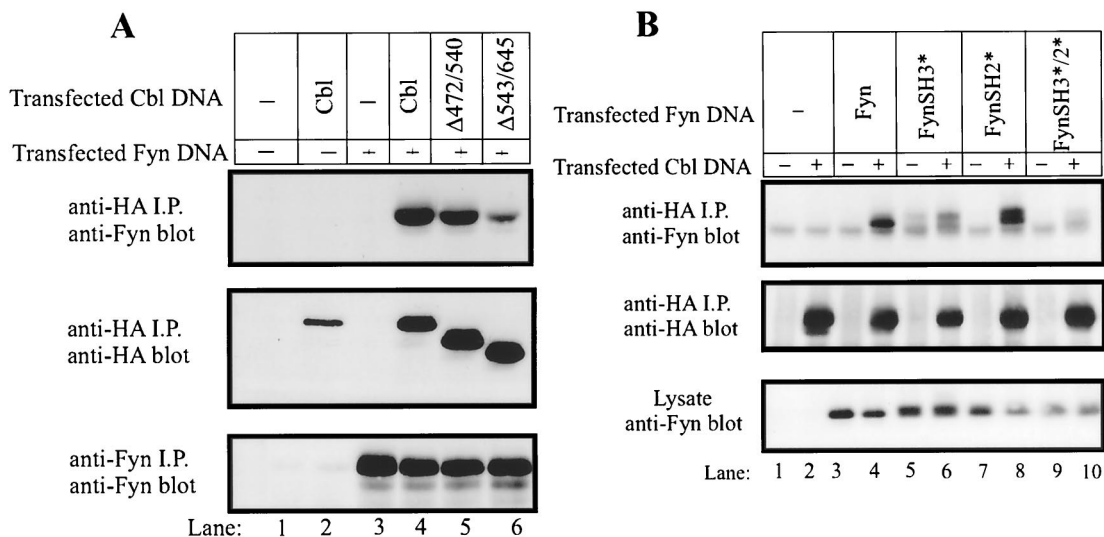 A
Transfected Cbl DNA
– Cbl – Cbl Δ472/540 Δ543/645
Transfected Fyn DNA
– – + + + +
anti-HA I.P.
anti-Fyn blot
anti-HA I.P.
anti-HA blot
anti-Fyn I.P.
anti-Fyn blot
Lane: 1 2 3 4 5 6
B
Transfected Fyn DNA
– Fyn FynSH3* FynSH2* FynSH3*/2*
Transfected Cbl DNA
– + – + – + – + – +
anti-HA I.P.
anti-Fyn blot
anti-HA I.P.
anti-HA blot
Lysate
anti-Fyn blot
Lane: 1 2 3 4 5 6 7 8 9 10